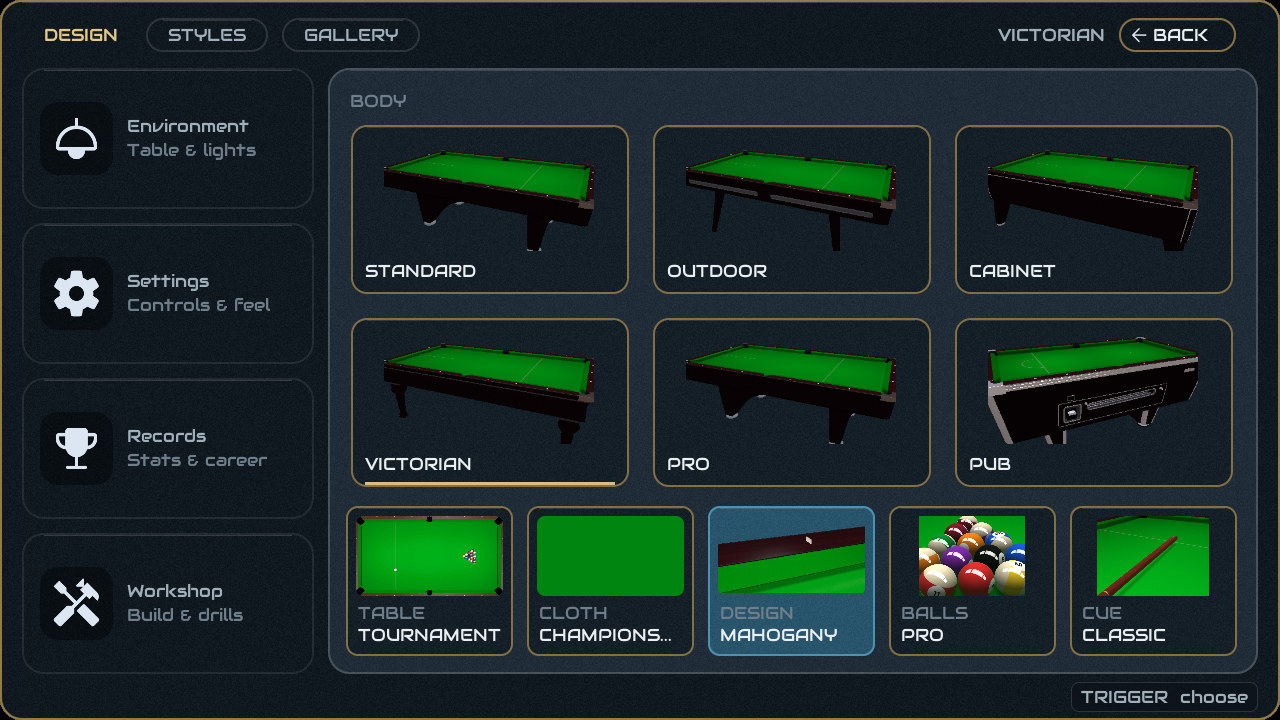 DESIGN
STYLES
GALLERY
VICTORIAN
← BACK
Environment
Table & lights
Settings
Controls & feel
Records
Stats & career
Workshop
Build & drills
BODY
STANDARD
OUTDOOR
CABINET
VICTORIAN
PRO
PUB
TABLE
TOURNAMENT
CLOTH
CHAMPIONS...
DESIGN
MAHOGANY
BALLS
PRO
CUE
CLASSIC
TRIGGER choose